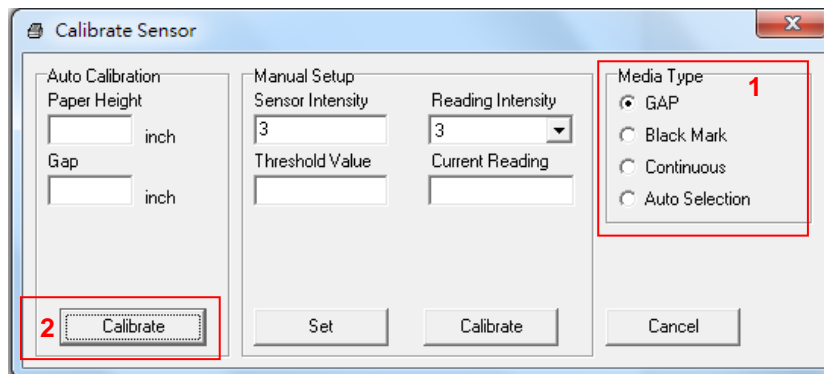 Calibrate Sensor
X
Auto Calibration
Paper Height
inch
Gap
inch
2
Calibrate
Manual Setup
Sensor Intensity
3
Reading Intensity
3
Threshold Value
Current Reading
Set
Calibrate
Media Type
1
GAP
Black Mark
Continuous
Auto Selection
Cancel